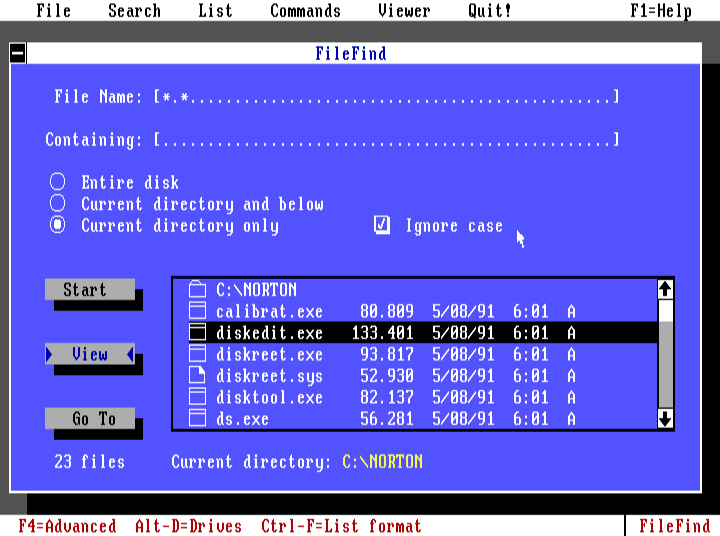 File Search List Commands Viewer Quit! F1=Help
FileFind
File Name: [*.*...............................................]
Containing: [..................................................]
Entire disk
Current directory and below
Current directory only
Ignore case
Start
C:\NORTON
calibrat.exe 80.809 5/08/91 6:01 A
diskedit.exe 133.401 5/08/91 6:01 A
View
diskreet.exe 93.817 5/08/91 6:01 A
diskreet.sys 52.930 5/08/91 6:01 A
disktool.exe 82.137 5/08/91 6:01 A
Go To
ds.exe 56.281 5/08/91 6:01 A
23 files Current directory: C:\NORTON
F4=Advanced Alt-D=Drives Ctrl-F=List format FileFind